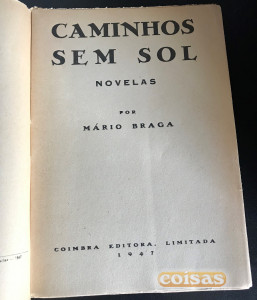 CAMINHOS
SEM SOL
NOVELAS
POR
MÁRIO BRAGA
COIMBRA EDITORA, LIMITADA
1947
coisas